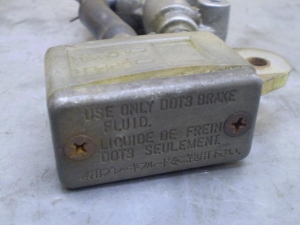 USE ONLY DOT3 BRAKE
FLUID.
LIQUIDE DE FREIN
DOT3 SEULEMENT